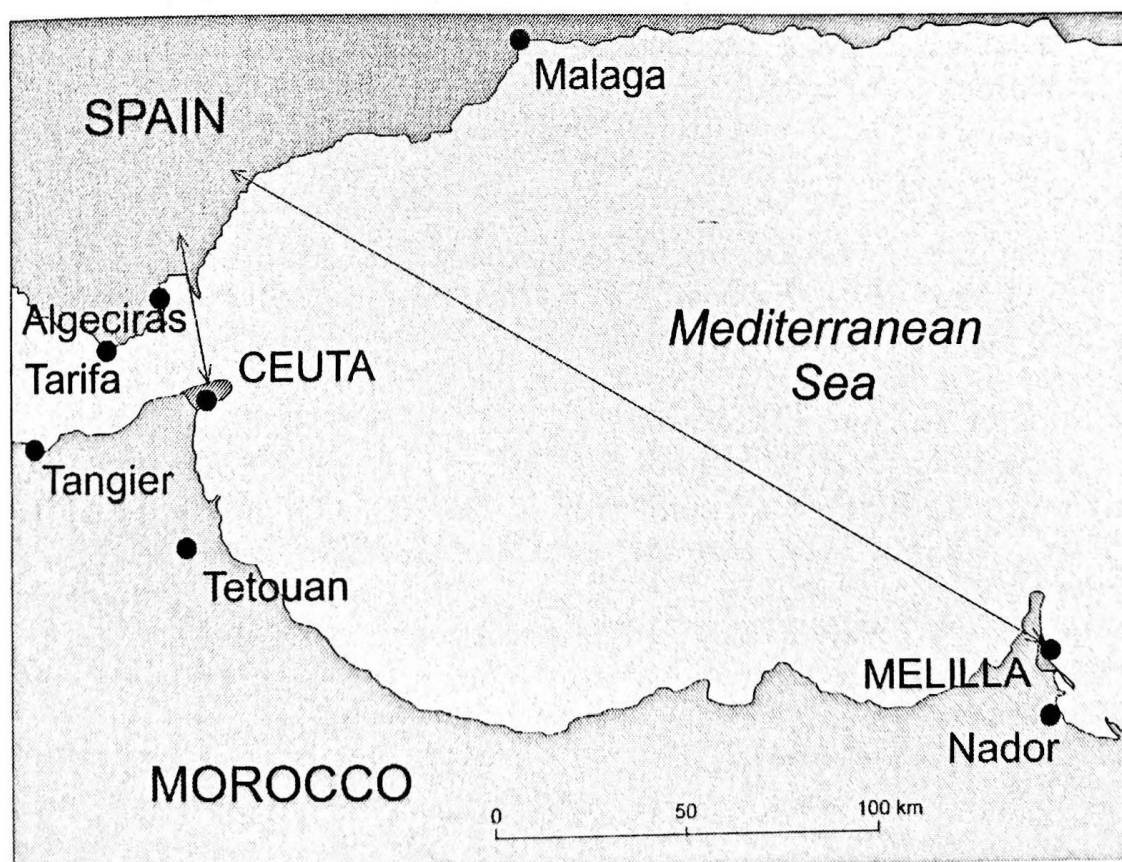 Malaga
SPAIN
Algeciras
Mediterranean
Sea
Tarifa
CEUTA
Tangier
Tetouan
MELILLA
Nador
MOROCCO
0 50 100 km